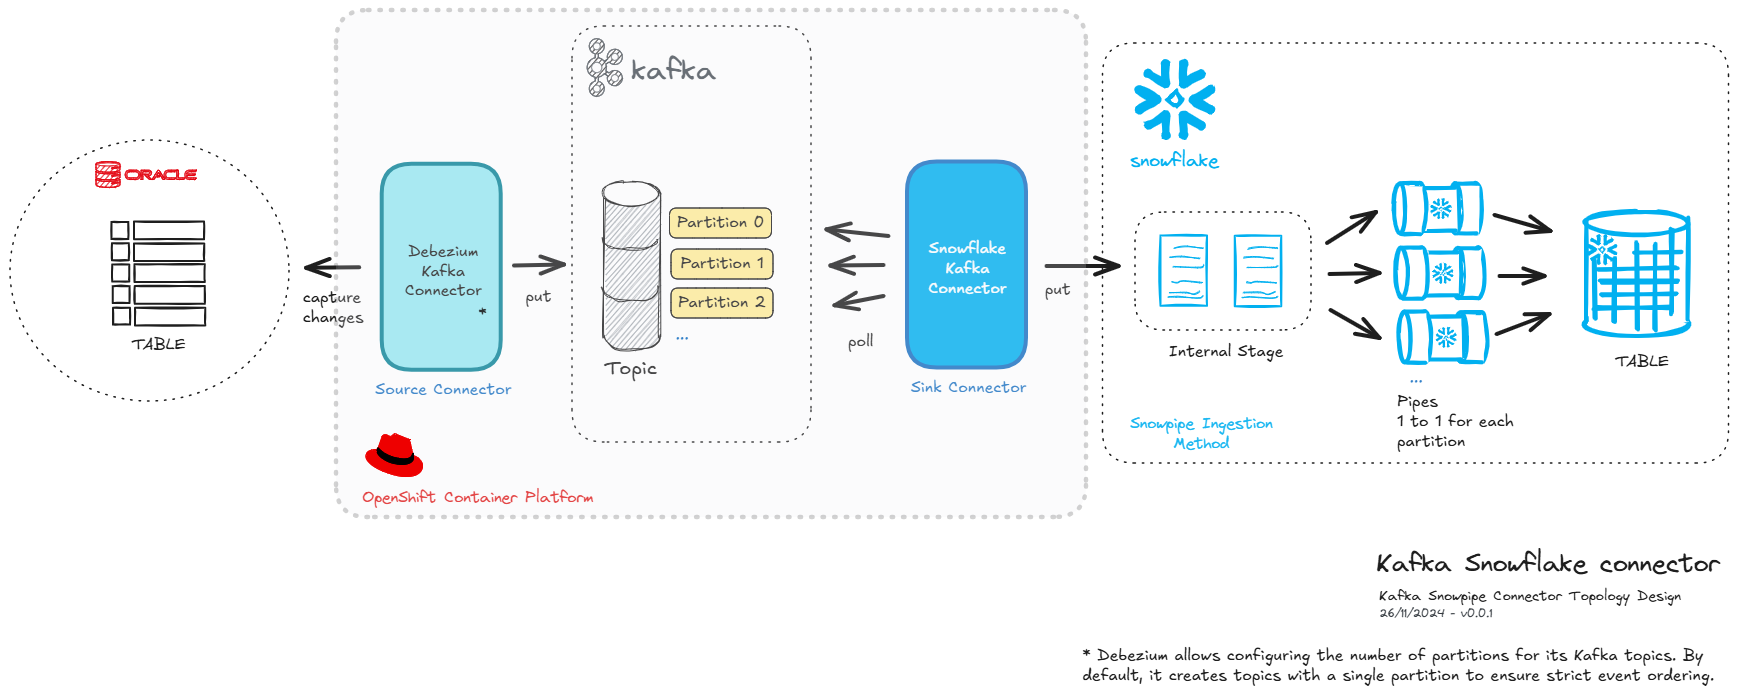 ORACLE
TABLE
capture
changes
Debezium
Kafka
Connector
*
Source Connector
put
kafka
Partition 0
Partition 1
Partition 2
...
Topic
poll
Snowflake
Kafka
Connector
Sink Connector
OpenShift Container Platform
put
snowflake
Internal Stage
Snowpipe Ingestion
Method
...
Pipes
1 to 1 for each
partition
TABLE
Kafka Snowflake connector
Kafka Snowpipe Connector Topology Design
26/11/2024 - v0.0.1
* Debezium allows configuring the number of partitions for its Kafka topics. By
default, it creates topics with a single partition to ensure strict event ordering.